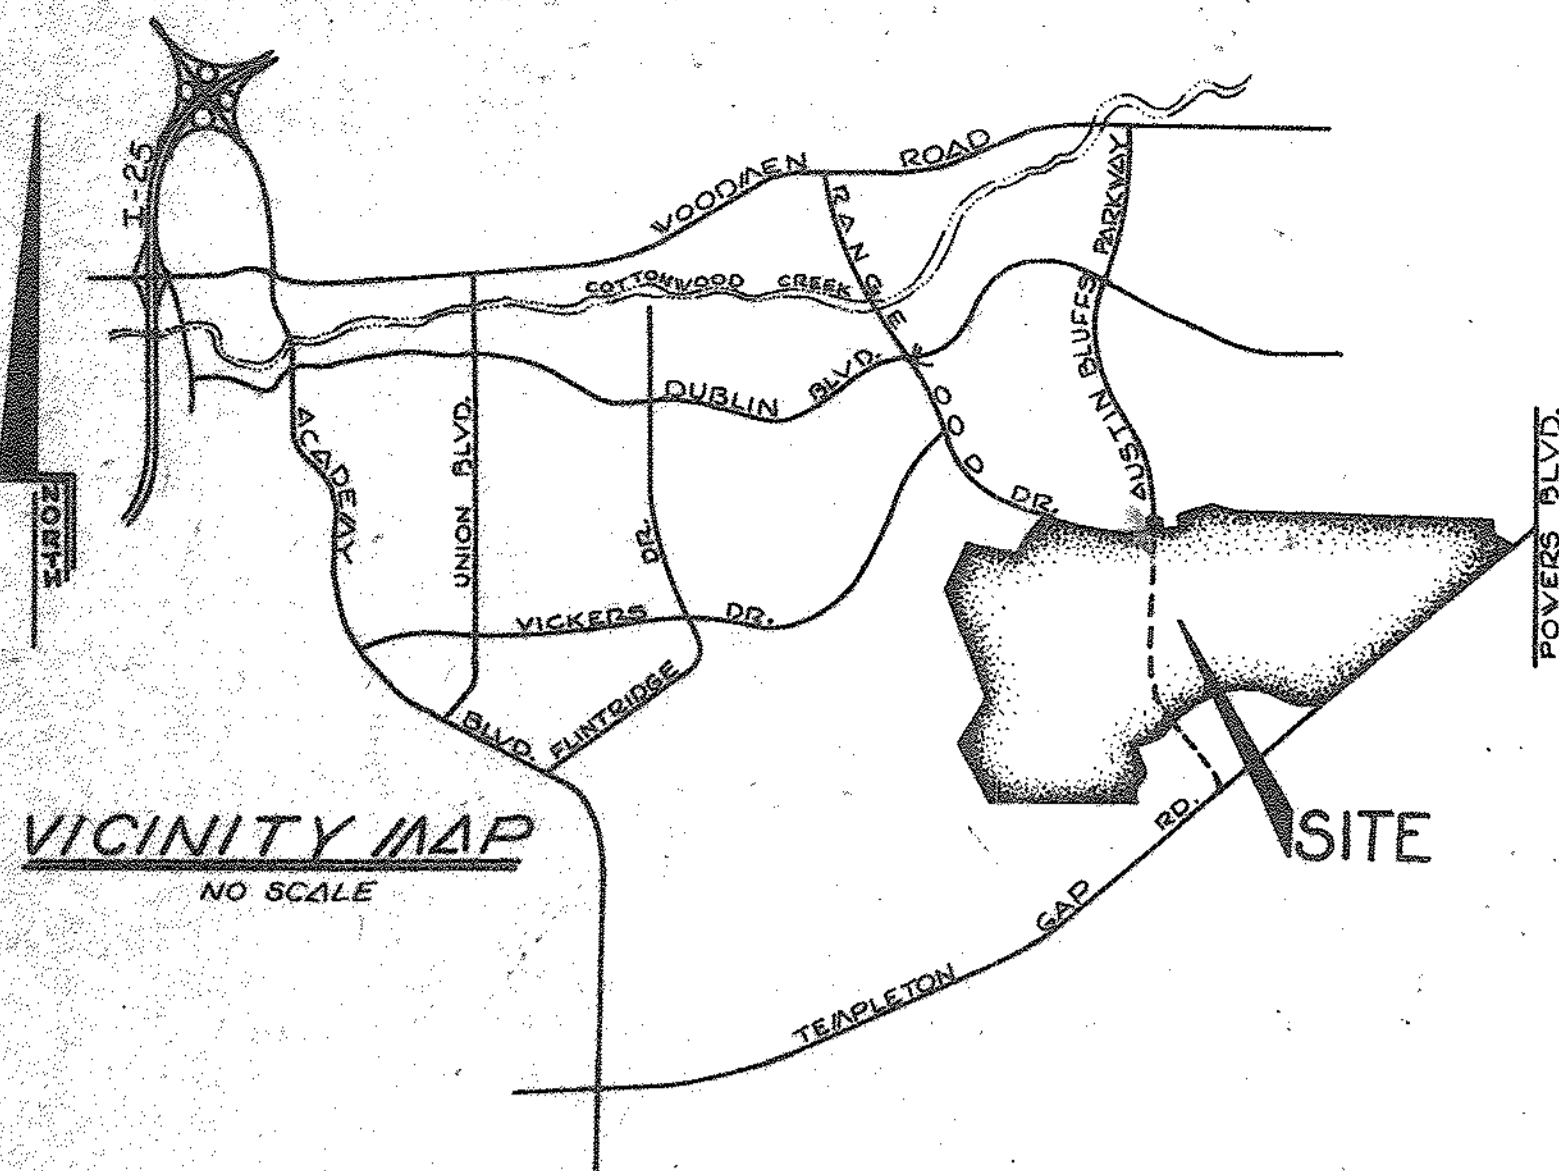 I-25
WOODMEN ROAD
RANGEWOOD DR.
AUSTIN BLUFFS PARKWAY
COTTONWOOD CREEK
DUBLIN BLVD.
ACADEMY BLVD.
UNION BLVD.
FLINTRIDGE DR.
VICKERS DR.
POWERS BLVD.
NORTH
SITE
TEMPLETON GAP RD.
VICINITY MAP
NO SCALE